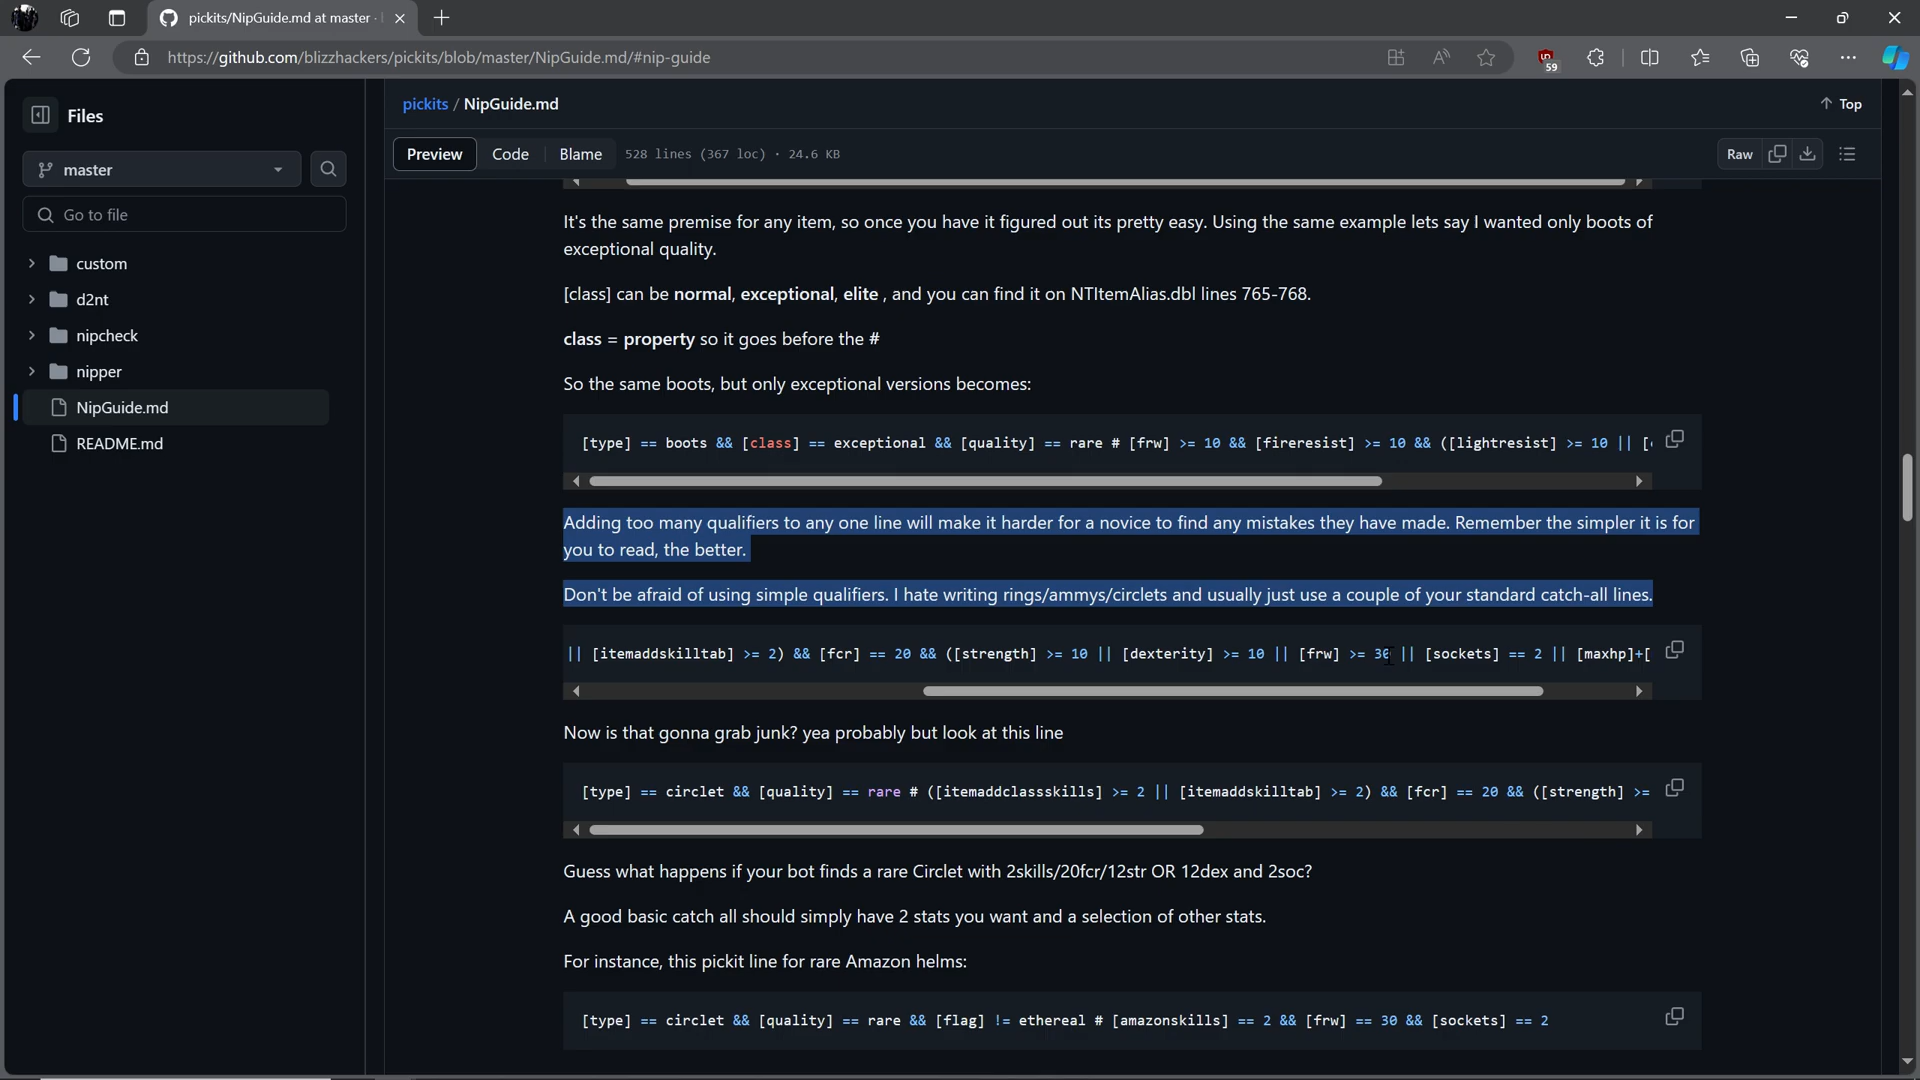 pickits/NipGuide.md at master ·
https://github.com/blizzhackers/pickits/blob/master/NipGuide.md/#nip-guide
59
Files
master
Go to file
custom
d2nt
nipcheck
nipper
NipGuide.md
README.md
pickits / NipGuide.md
Top
Preview
Code
Blame
528 lines (367 loc) · 24.6 KB
Raw
It's the same premise for any item, so once you have it figured out its pretty easy. Using the same example lets say I wanted only boots of
exceptional quality.
[class] can be normal, exceptional, elite , and you can find it on NTItemAlias.dbl lines 765-768.
class = property so it goes before the #
So the same boots, but only exceptional versions becomes:
[type] == boots && [class] == exceptional && [quality] == rare # [frw] >= 10 && [fireresist] >= 10 && ([lightresist] >= 10 || [
Adding too many qualifiers to any one line will make it harder for a novice to find any mistakes they have made. Remember the simpler it is for
you to read, the better.
Don't be afraid of using simple qualifiers. I hate writing rings/ammys/circlets and usually just use a couple of your standard catch-all lines.
|| [itemaddskilltab] >= 2) && [fcr] == 20 && ([strength] >= 10 || [dexterity] >= 10 || [frw] >= 30 || [sockets] == 2 || [maxhp]+[
Now is that gonna grab junk? yea probably but look at this line
[type] == circlet && [quality] == rare # ([itemaddclassskills] >= 2 || [itemaddskilltab] >= 2) && [fcr] == 20 && ([strength] >=
Guess what happens if your bot finds a rare Circlet with 2skills/20fcr/12str OR 12dex and 2soc?
A good basic catch all should simply have 2 stats you want and a selection of other stats.
For instance, this pickit line for rare Amazon helms:
[type] == circlet && [quality] == rare && [flag] != ethereal # [amazonskills] == 2 && [frw] == 30 && [sockets] == 2